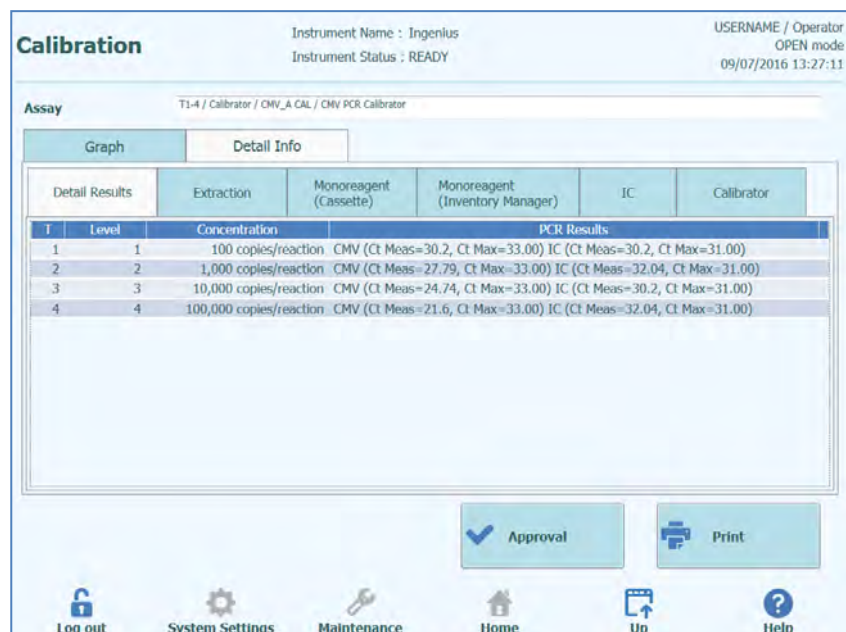 Calibration
Instrument Name : Ingenius
Instrument Status : READY
USERNAME / Operator
OPEN mode
09/07/2016 13:27:11
Assay
T1-4 / Calibrator / CMV_A CAL / CMV PCR Calibrator
Graph Detail Info
Detail Results Extraction Monoreagent (Cassette) Monoreagent (Inventory Manager) IC Calibrator
T Level Concentration PCR Results
1 1 100 copies/reaction CMV (Ct Meas=30.2, Ct Max=33.00) IC (Ct Meas=30.2, Ct Max=31.00)
2 2 1,000 copies/reaction CMV (Ct Meas=27.79, Ct Max=33.00) IC (Ct Meas=32.04, Ct Max=31.00)
3 3 10,000 copies/reaction CMV (Ct Meas=24.74, Ct Max=33.00) IC (Ct Meas=30.2, Ct Max=31.00)
4 4 100,000 copies/reaction CMV (Ct Meas=21.6, Ct Max=33.00) IC (Ct Meas=32.04, Ct Max=31.00)
Approval Print
Log out System Settings Maintenance Home Up Help